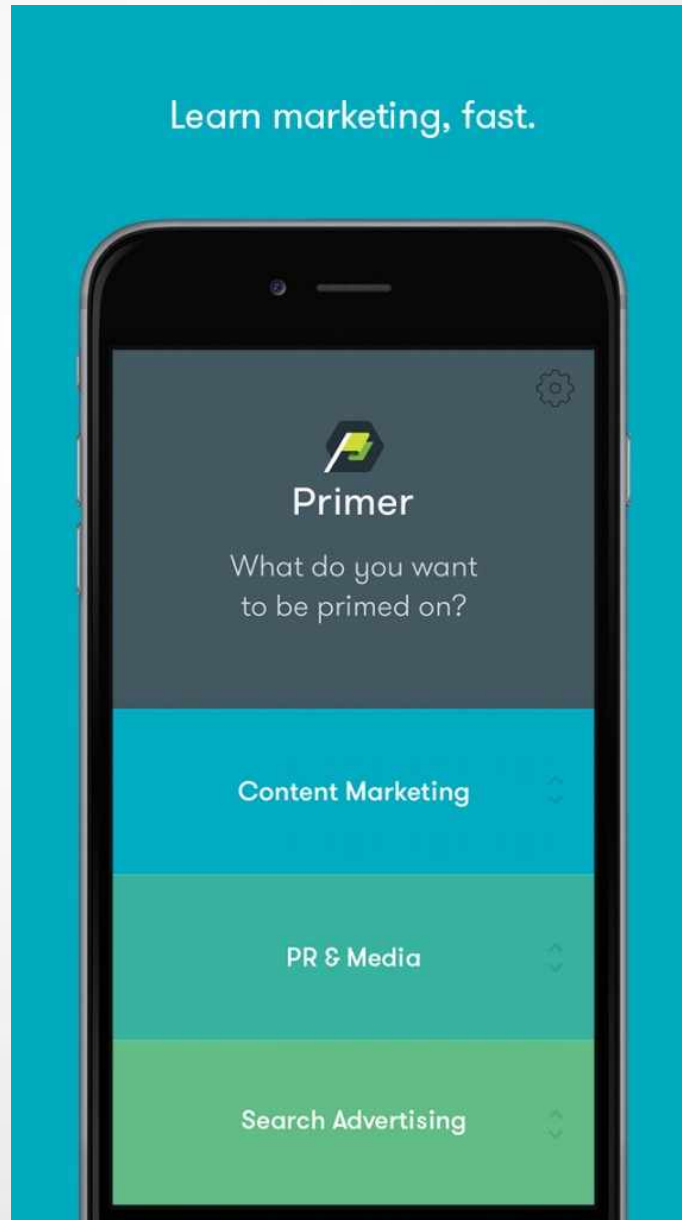 Learn marketing, fast.
Primer
What do you want
to be primed on?
Content Marketing
PR & Media
Search Advertising